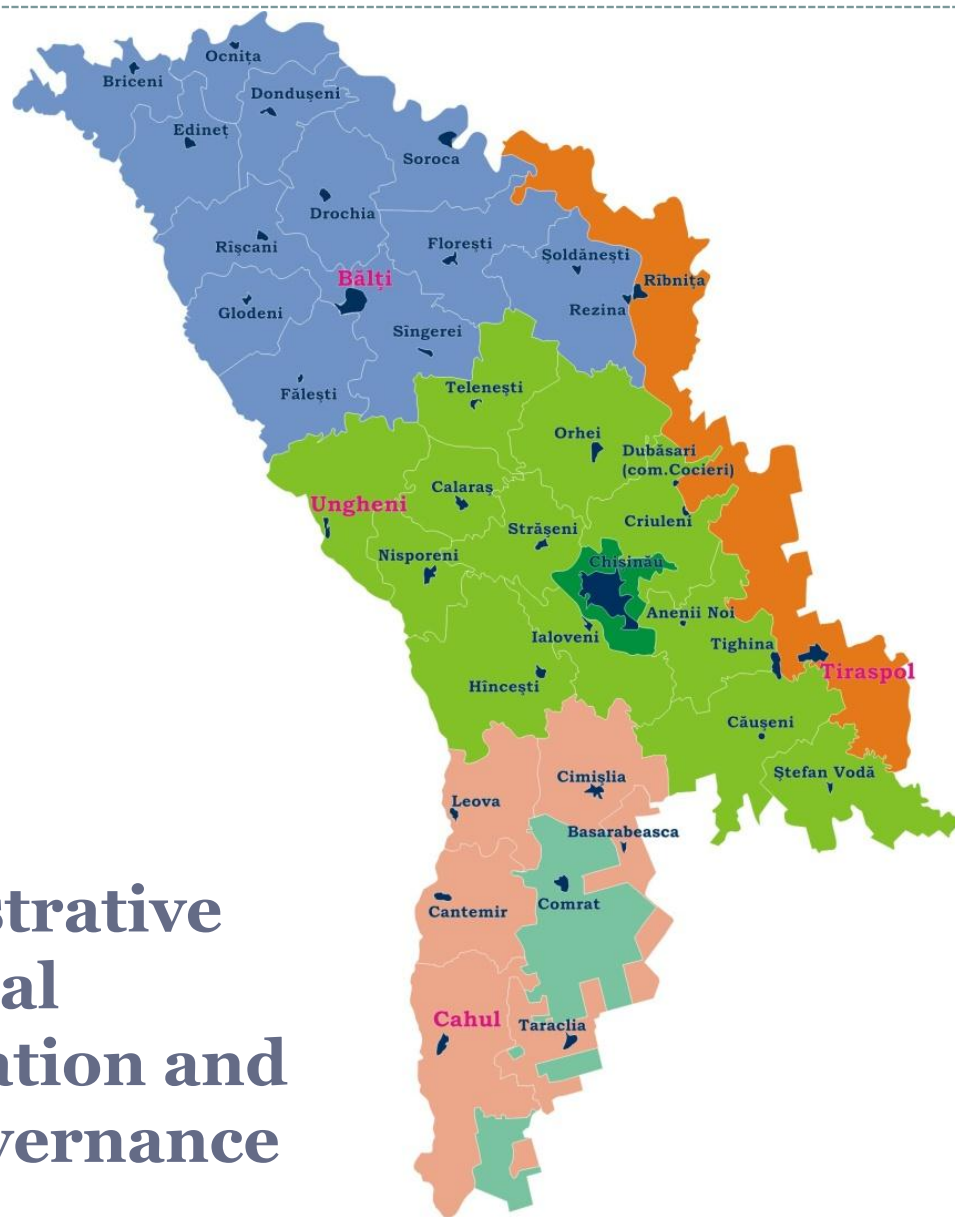 Ocnița
Briceni
Dondușeni
Edineț
Soroca
Drochia
Rîșcani
Florești
Șoldănești
Bălți
Rîbnița
Glodeni
Rezina
Sîngerei
Fălești
Telenești
Orhei
Dubăsari
(com.Cocieri)
Calaraș
Ungheni
Criuleni
Strășeni
Nisporeni
Chisinău
Anenii Noi
Ialoveni
Tighina
Tiraspol
Hîncești
Căușeni
Ștefan Vodă
Cimișlia
Leova
Basarabeasca
Comrat
Cantemir
Cahul
Taraclia
strative
al
ation and
vernance